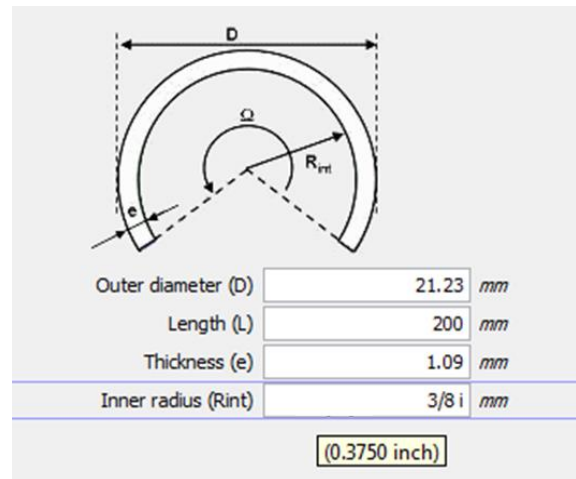 D
Ω
R int
e
Outer diameter (D) 21.23 mm
Length (L) 200 mm
Thickness (e) 1.09 mm
Inner radius (Rint) 3/8 i mm
(0.3750 inch)